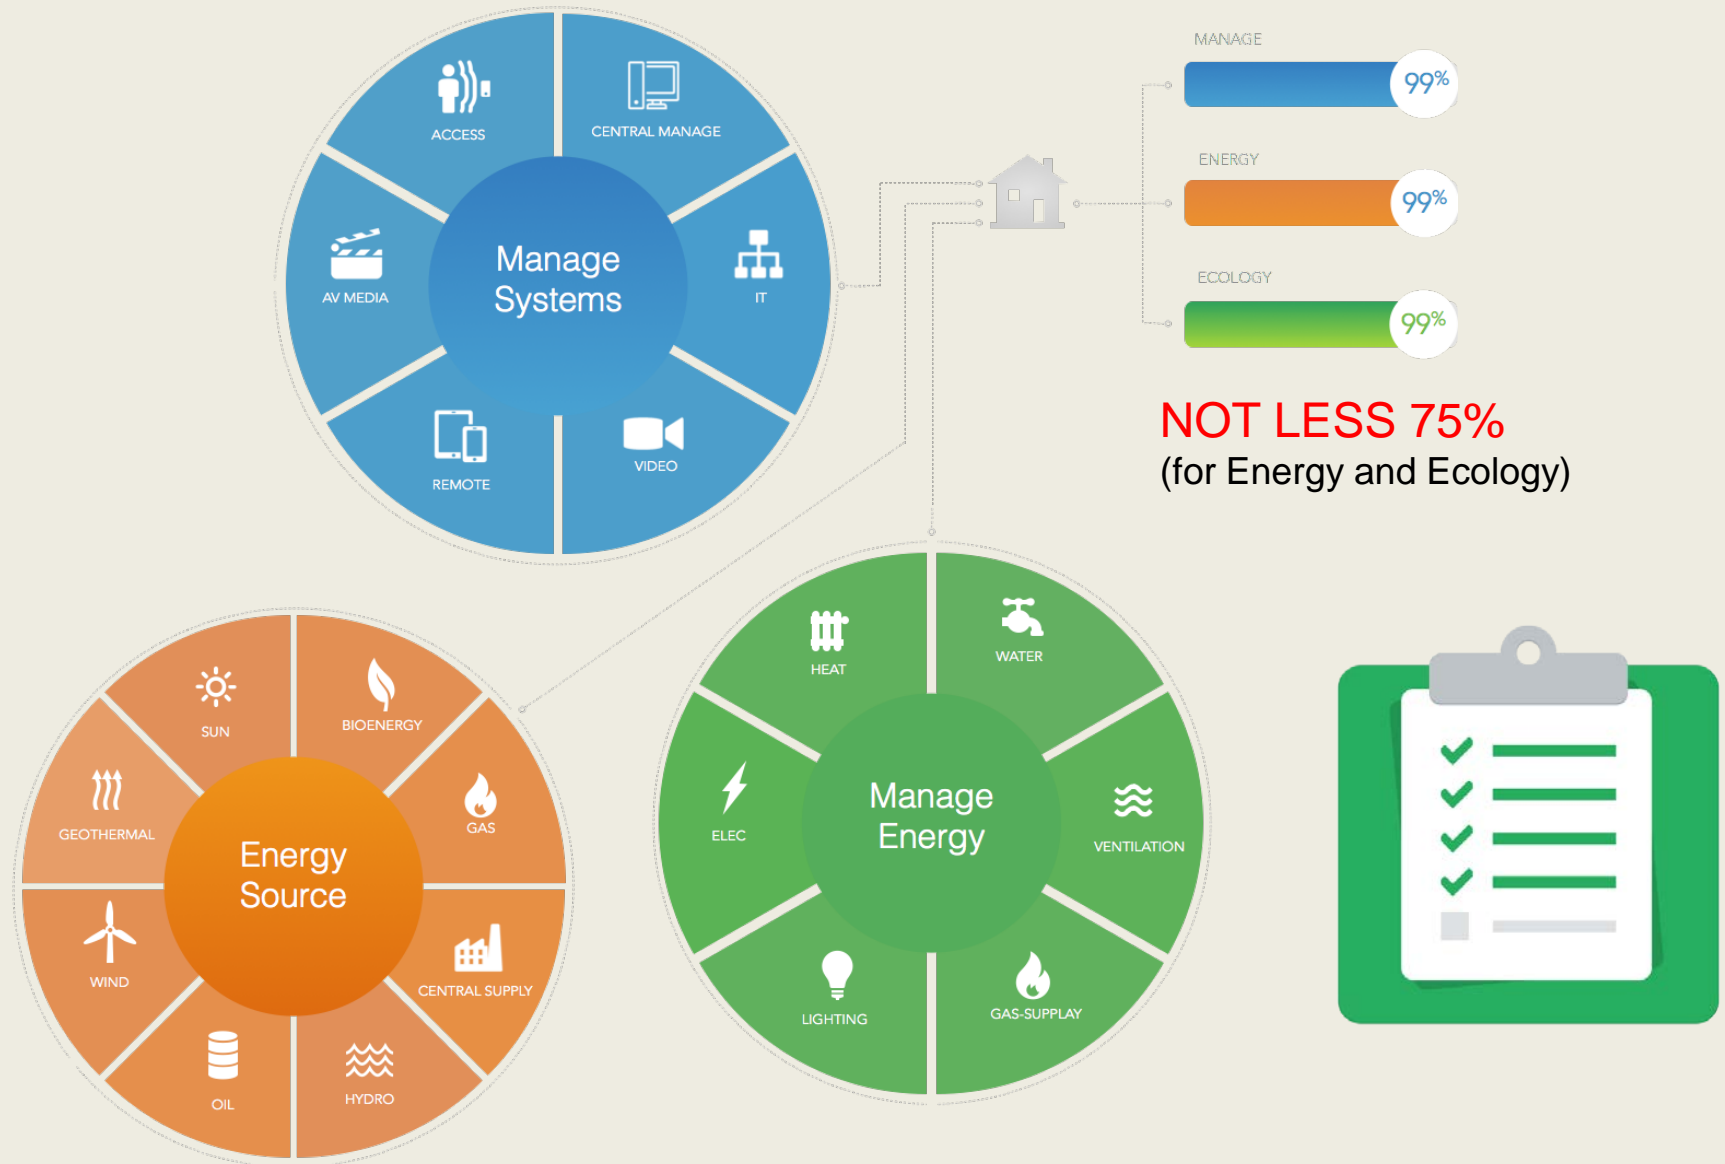 ACCESS
CENTRAL MANAGE
AV MEDIA
Manage
Systems
IT
REMOTE
VIDEO
MANAGE
99%
ENERGY
99%
ECOLOGY
99%
NOT LESS 75%
(for Energy and Ecology)
SUN
BIOENERGY
GEOTHERMAL
GAS
Energy
Source
WIND
CENTRAL SUPPLY
OIL
HYDRO
HEAT
WATER
ELEC
Manage
Energy
VENTILATION
LIGHTING
GAS-SUPPLAY